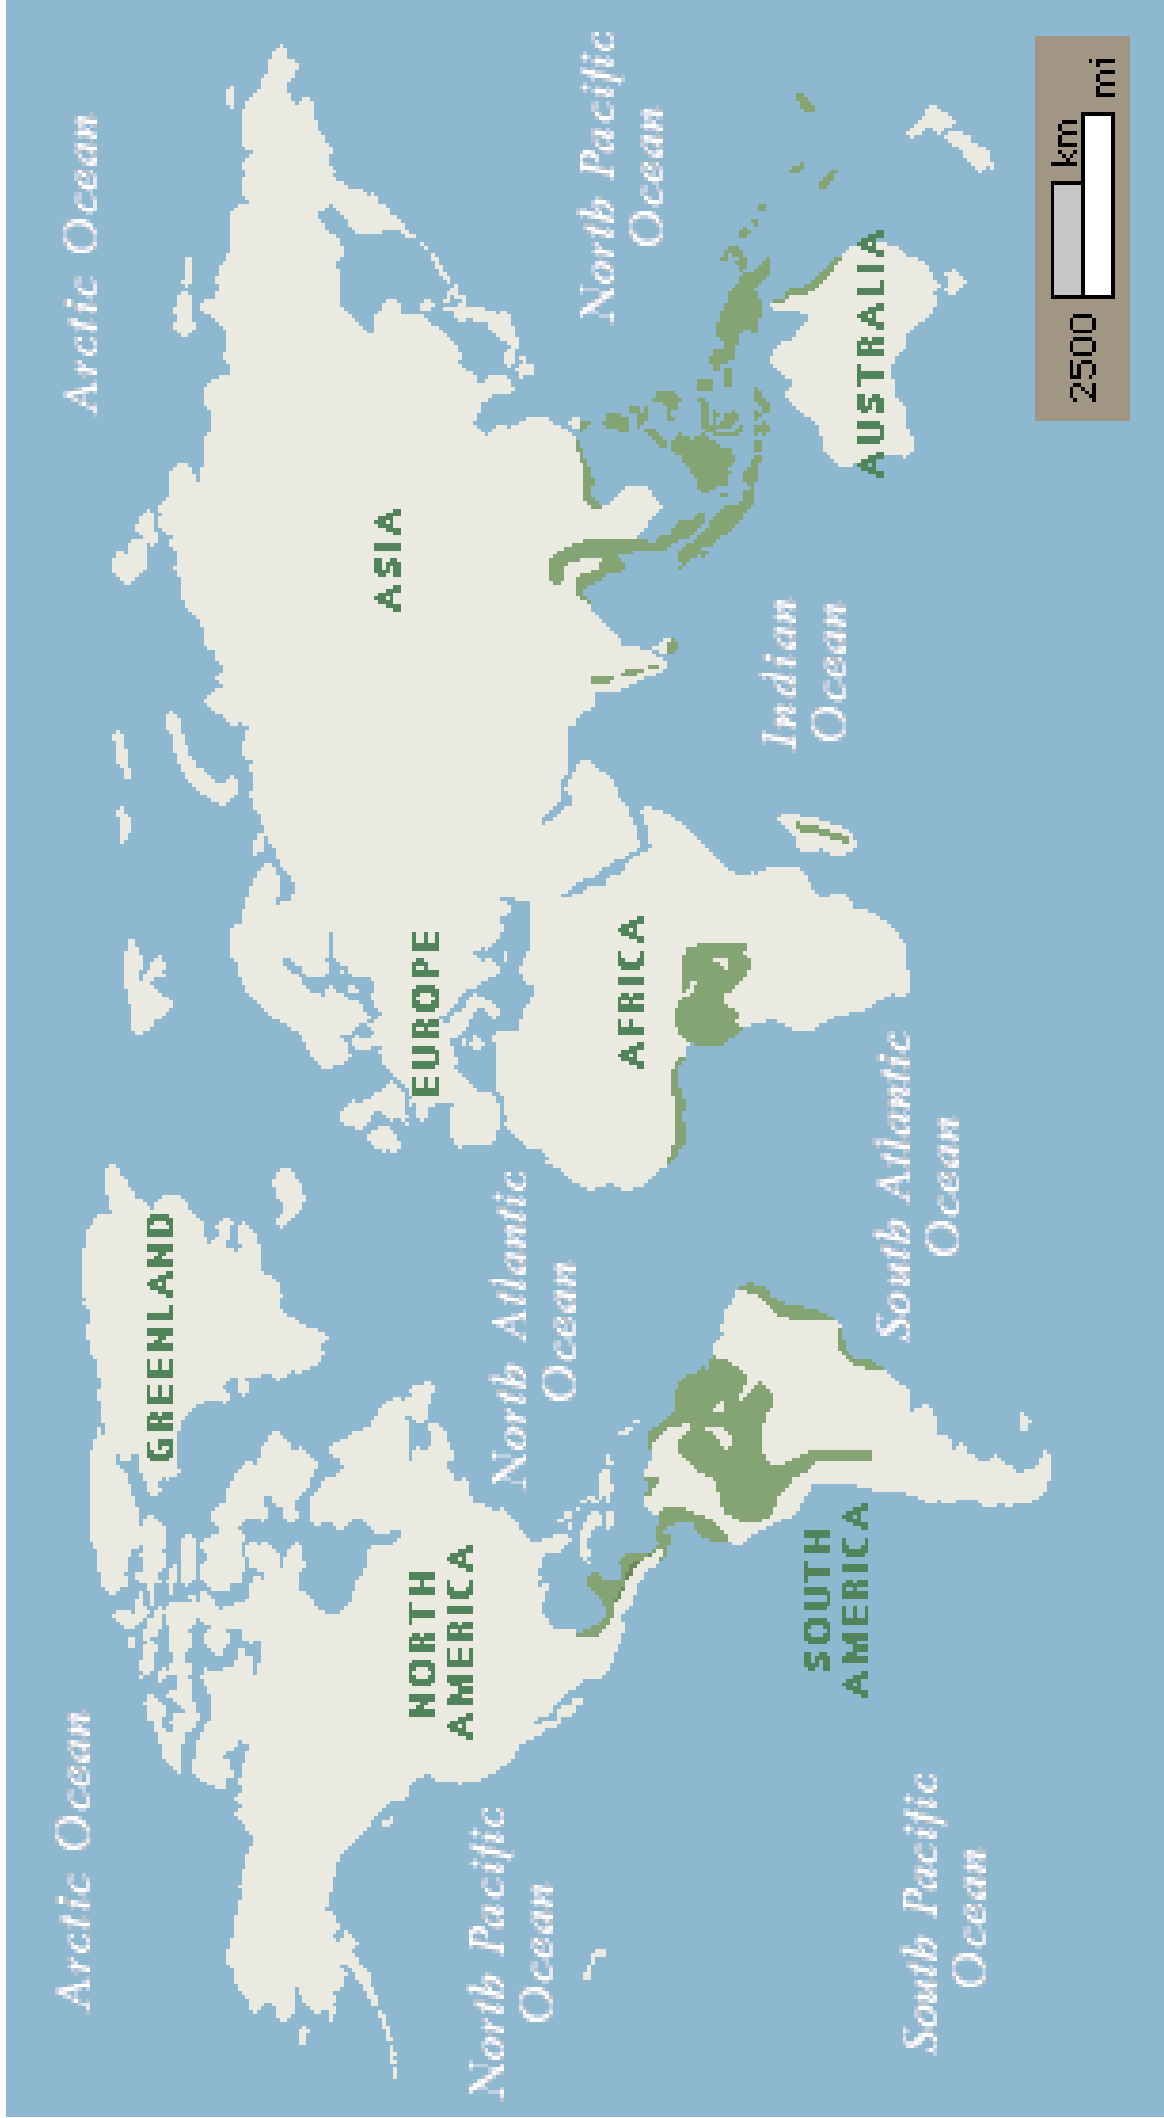 Arctic Ocean
Arctic Ocean
GREENLAND
EUROPE
ASIA
NORTH
AMERICA
North Pacific
Ocean
North Atlantic
Ocean
North Pacific
Ocean
AFRICA
Indian
Ocean
SOUTH
AMERICA
AUSTRALIA
South Pacific
Ocean
South Atlantic
Ocean
km
2500
mi